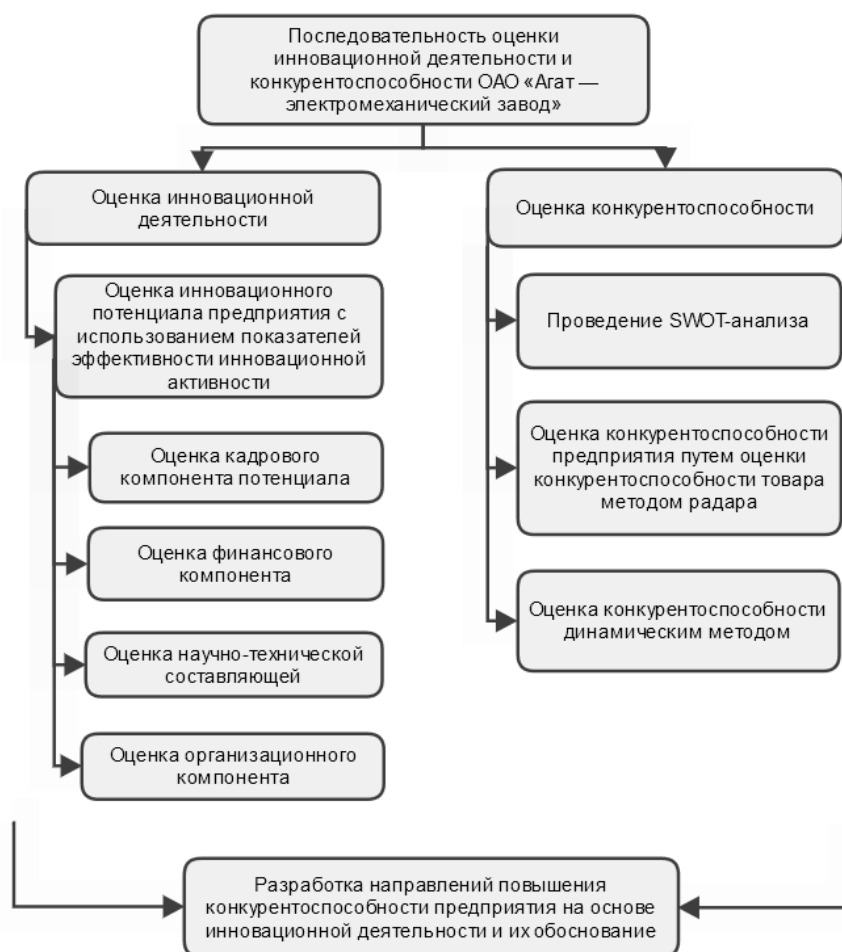 Последовательность оценки
инновационной деятельности и
конкурентоспособности ОАО «Агат —
электромеханический завод»
Оценка инновационной
деятельности
Оценка инновационного
потенциала предприятия с
использованием показателей
эффективности инновационной
активности
Оценка кадрового
компонента потенциала
Оценка финансового
компонента
Оценка научно-технической
составляющей
Оценка организационного
компонента
Оценка конкурентоспособности
Проведение SWOT-анализа
Оценка конкурентоспособности
предприятия путем оценки
конкурентоспособности товара
методом радара
Оценка конкурентоспособности
динамическим методом
Разработка направлений повышения
конкурентоспособности предприятия на основе
инновационной деятельности и их обоснование